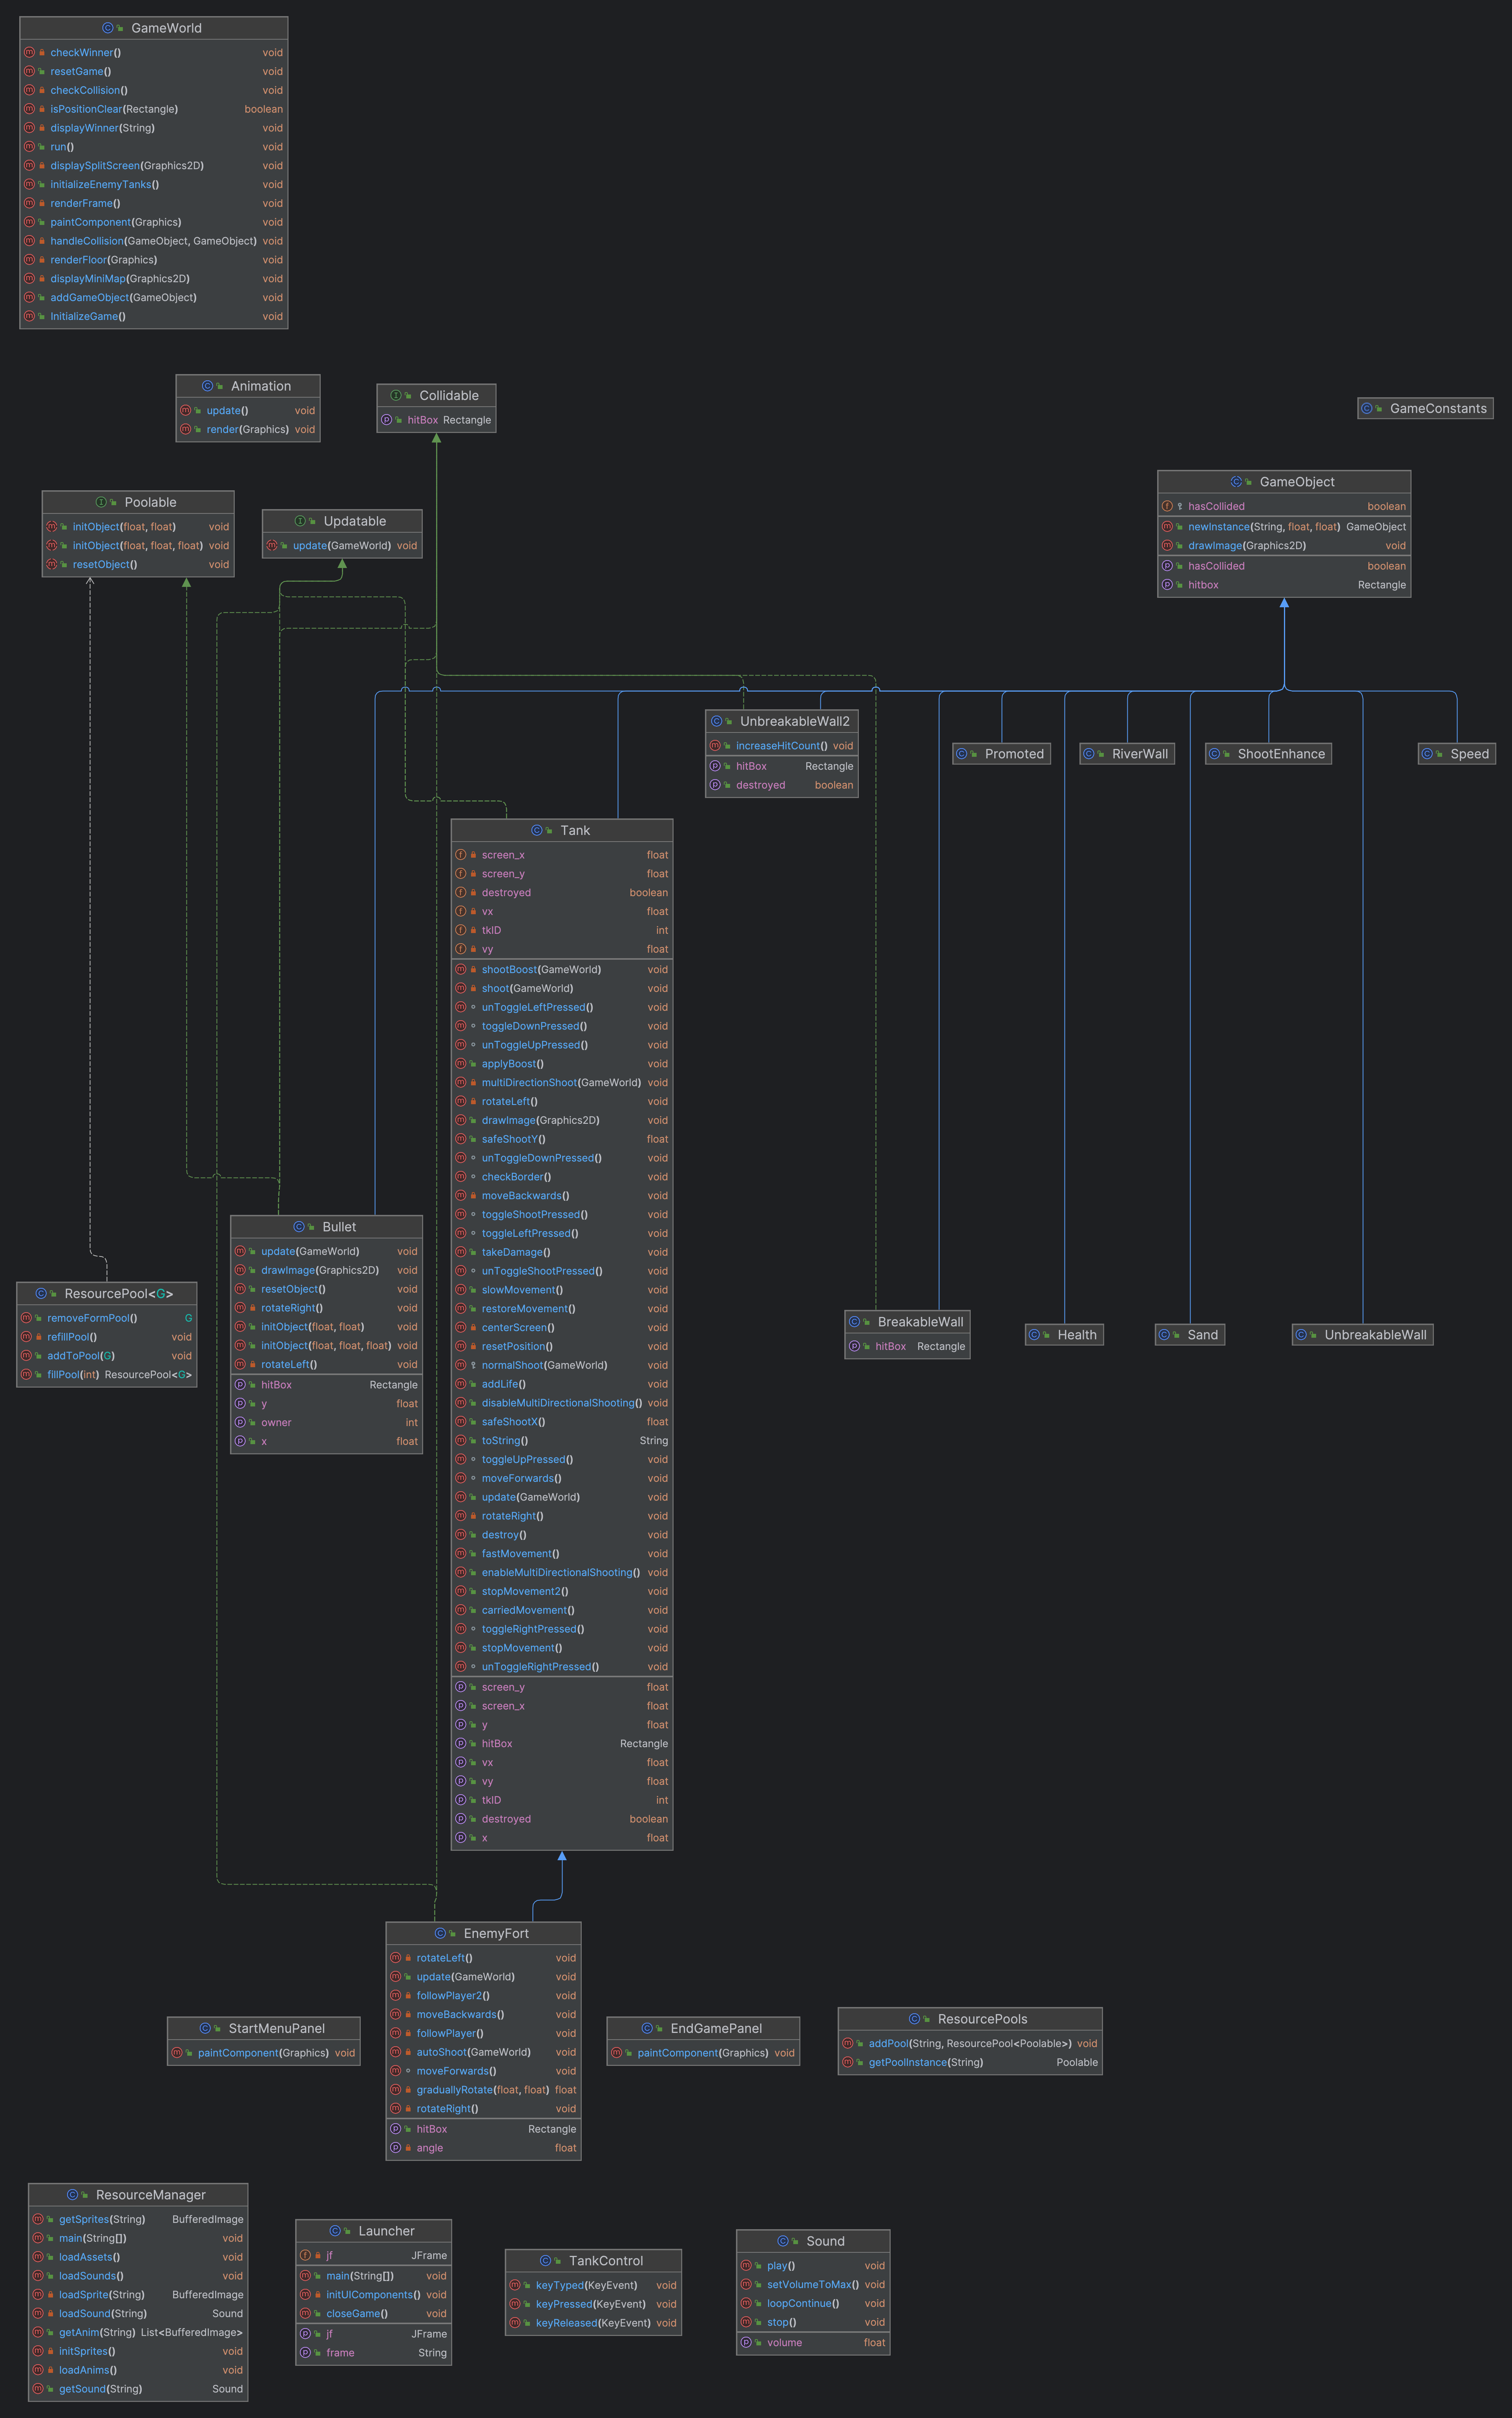 GameWorld
checkWinner() void
resetGame() void
checkCollision() void
isPositionClear(Rectangle) boolean
displayWinner(String) void
run() void
displaySplitScreen(Graphics2D) void
initializeEnemyTanks() void
renderFrame() void
paintComponent(Graphics) void
handleCollision(GameObject, GameObject) void
renderFloor(Graphics) void
displayMiniMap(Graphics2D) void
addGameObject(GameObject) void
InitializeGame() void
Animation
update() void
render(Graphics) void
Collidable
hitBox Rectangle
GameConstants
Poolable
initObject(float, float) void
initObject(float, float, float) void
resetObject() void
Updatable
update(GameWorld) void
GameObject
hasCollided boolean
newInstance(String, float, float) GameObject
drawImage(Graphics2D) void
hasCollided boolean
hitbox Rectangle
UnbreakableWall2
increaseHitCount() void
hitBox Rectangle
destroyed boolean
Promoted
RiverWall
ShootEnhance
Speed
Tank
screen_x float
screen_y float
destroyed boolean
vx float
tkID int
vy float
shootBoost(GameWorld) void
shoot(GameWorld) void
unToggleLeftPressed() void
toggleDownPressed() void
unToggleUpPressed() void
applyBoost() void
multiDirectionShoot(GameWorld) void
rotateLeft() void
drawImage(Graphics2D) void
safeShootY() float
unToggleDownPressed() void
checkBorder() void
moveBackwards() void
toggleShootPressed() void
toggleLeftPressed() void
takeDamage() void
unToggleShootPressed() void
slowMovement() void
restoreMovement() void
centerScreen() void
resetPosition() void
normalShoot(GameWorld) void
addLife() void
disableMultiDirectionalShooting() void
safeShootX() float
toString() String
toggleUpPressed() void
moveForwards() void
update(GameWorld) void
rotateRight() void
destroy() void
fastMovement() void
enableMultiDirectionalShooting() void
stopMovement2() void
carriedMovement() void
toggleRightPressed() void
stopMovement() void
unToggleRightPressed() void
screen_y float
screen_x float
y float
hitBox Rectangle
vx float
vy float
tkID int
destroyed boolean
x float
Bullet
update(GameWorld) void
drawImage(Graphics2D) void
resetObject() void
rotateRight() void
initObject(float, float) void
initObject(float, float, float) void
rotateLeft() void
hitBox Rectangle
y float
owner int
x float
ResourcePool<G>
removeFormPool() G
refillPool() void
addToPool(G) void
fillPool(int) ResourcePool<G>
BreakableWall
hitBox Rectangle
Health
Sand
UnbreakableWall
EnemyFort
rotateLeft() void
update(GameWorld) void
followPlayer2() void
moveBackwards() void
followPlayer() void
autoShoot(GameWorld) void
moveForwards() void
graduallyRotate(float, float) float
rotateRight() void
hitBox Rectangle
angle float
StartMenuPanel
paintComponent(Graphics) void
EndGamePanel
paintComponent(Graphics) void
ResourcePools
addPool(String, ResourcePool<Poolable>) void
getPoolInstance(String) Poolable
ResourceManager
getSprites(String) BufferedImage
main(String[]) void
loadAssets() void
loadSounds() void
loadSprite(String) BufferedImage
loadSound(String) Sound
getAnim(String) List<BufferedImage>
initSprites() void
loadAnims() void
getSound(String) Sound
Launcher
jf JFrame
main(String[]) void
initUIComponents() void
closeGame() void
jf JFrame
frame String
TankControl
keyTyped(KeyEvent) void
keyPressed(KeyEvent) void
keyReleased(KeyEvent) void
Sound
play() void
setVolumeToMax() void
loopContinue() void
stop() void
volume float